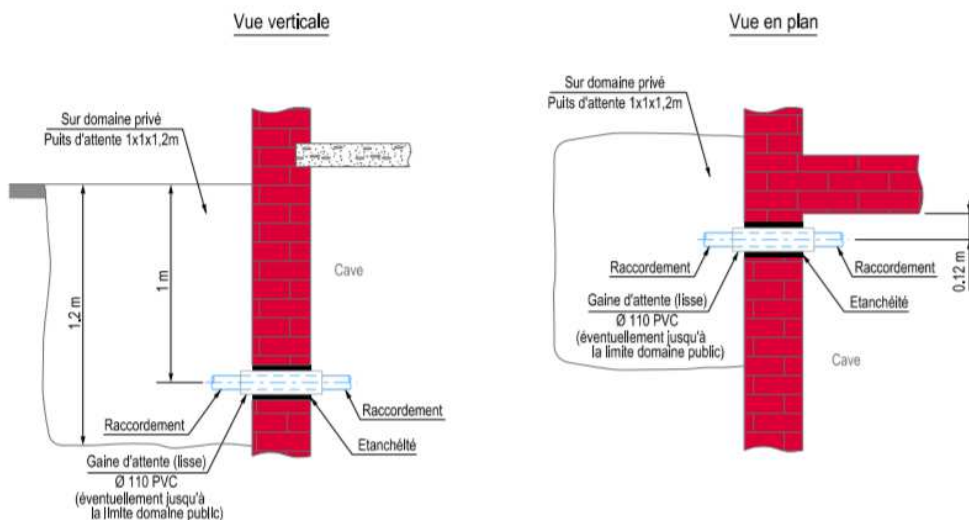 Vue verticale
Sur domaine privé
Puits d'attente 1x1x1,2m
1 m
1,2 m
Cave
Raccordement
Raccordement
Etanchélté
Gaine d'attente (lisse)
Ø 110 PVC
(éventuellement jusqu'à
la limite domaine public)
Vue en plan
Sur domaine privé
Puits d'attente 1x1x1,2m
Raccordement
Raccordement
0.12 m
Gaine d'attente (lisse)
Ø 110 PVC
(éventuellement jusqu'à
la limite domaine public)
Etanchéité
Cave